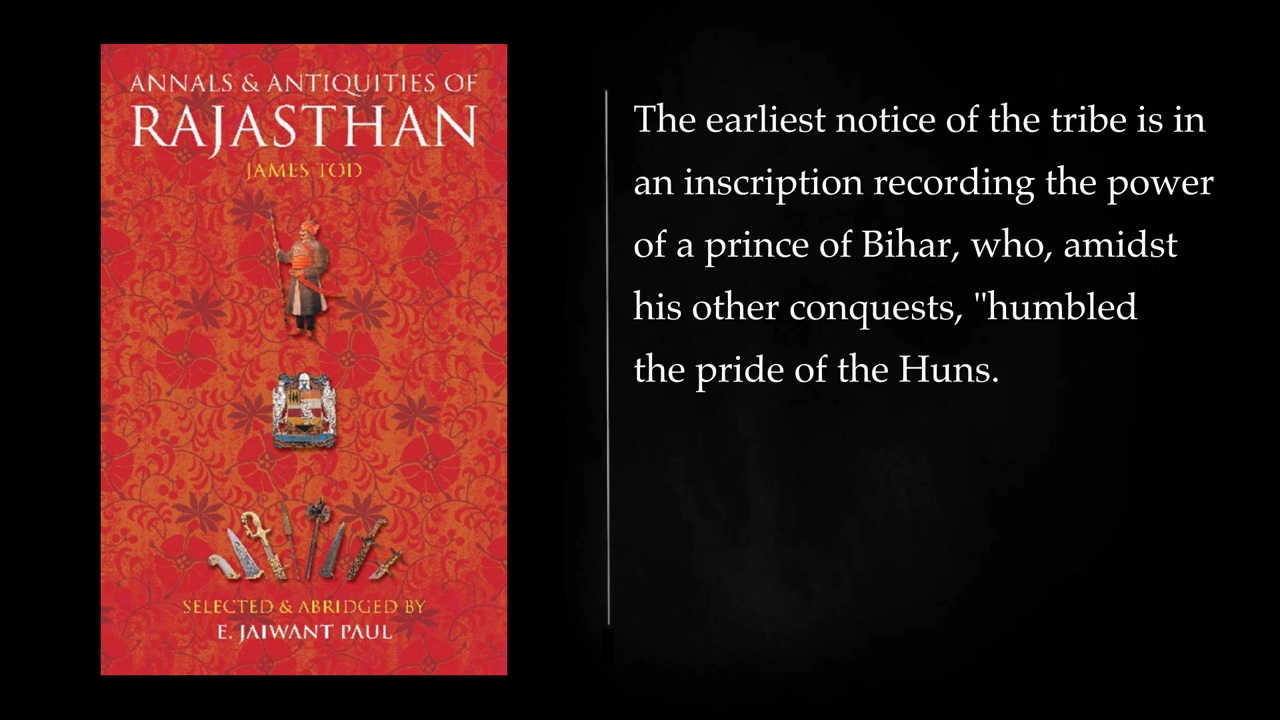 ANNALS & ANTIQUITIES OF
RAJASTHAN
JAMES TOD
SELECTED & ABRIDGED BY
E. JAIWANT PAUL
The earliest notice of the tribe is in
an inscription recording the power
of a prince of Bihar, who, amidst
his other conquests, "humbled
the pride of the Huns.